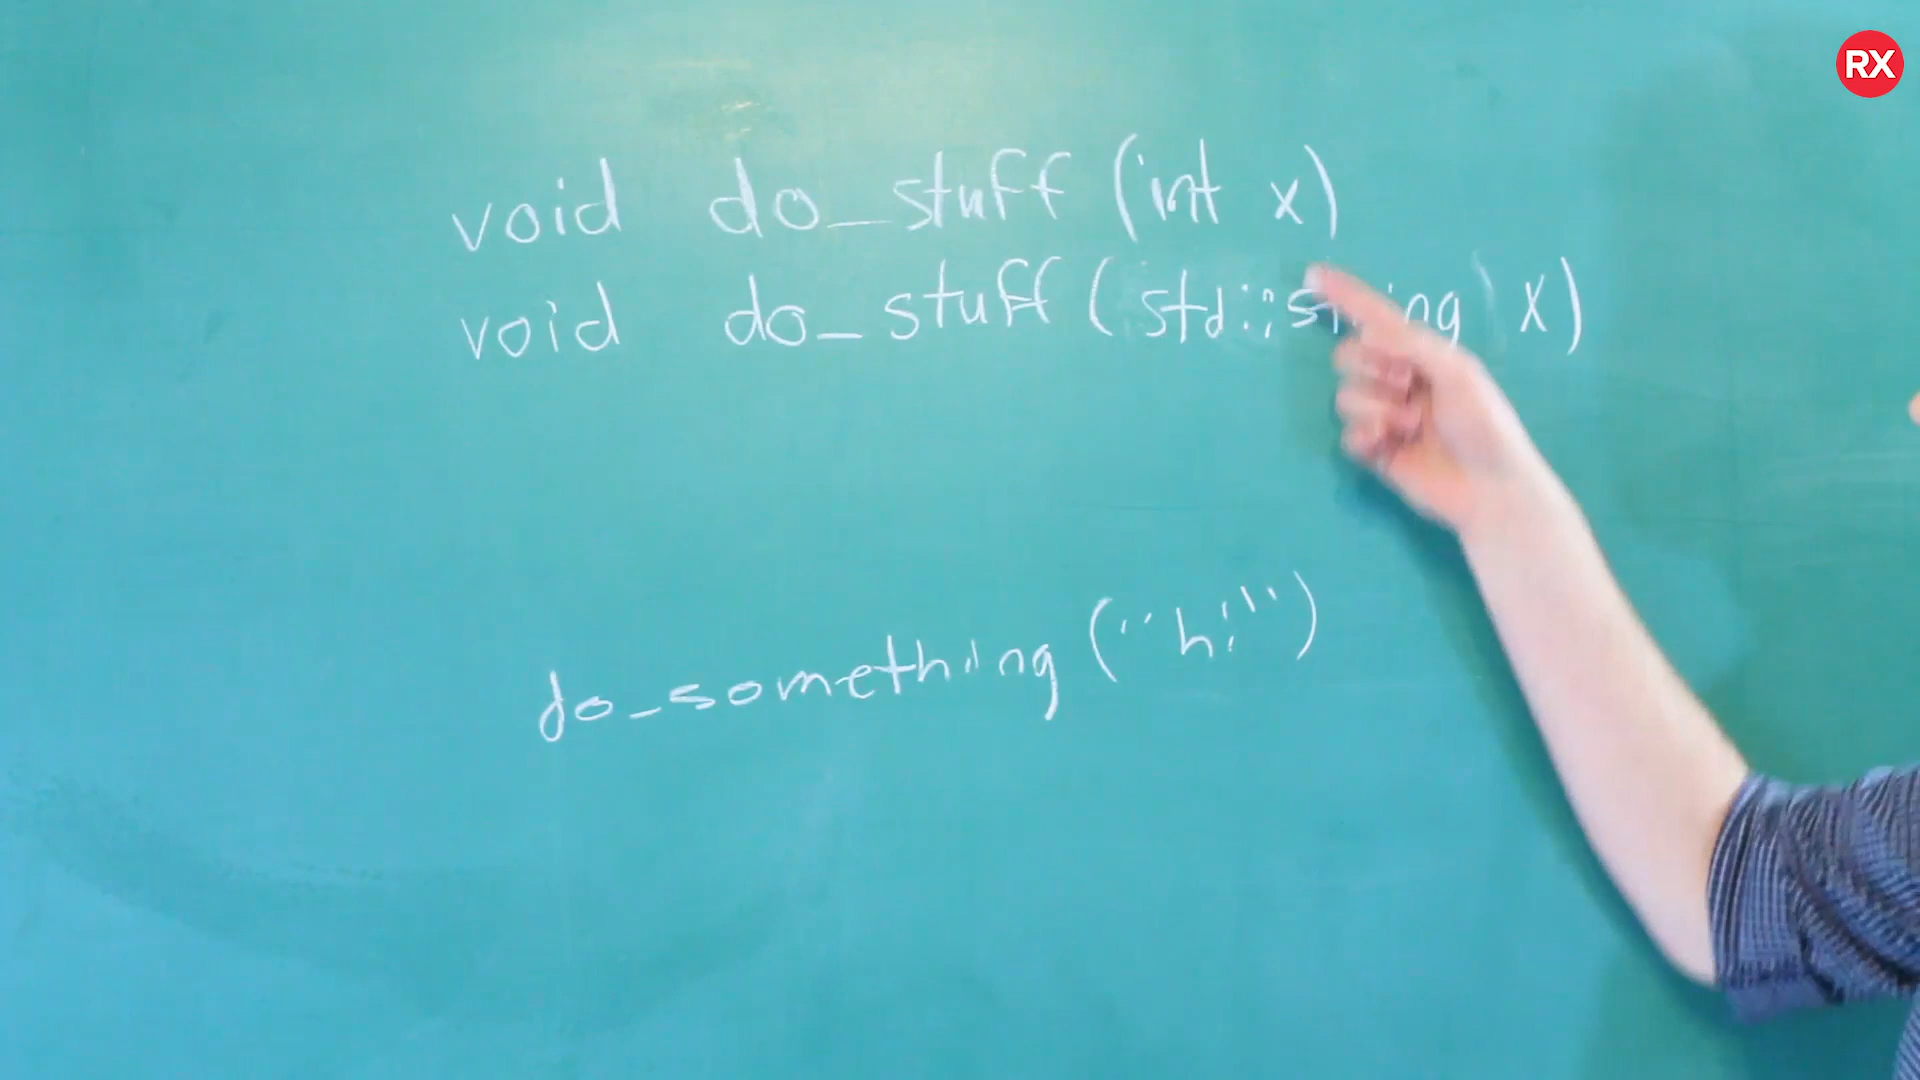 RX
void do_stuff (int x)
void do_stuff ( x)
do_something ("hi")